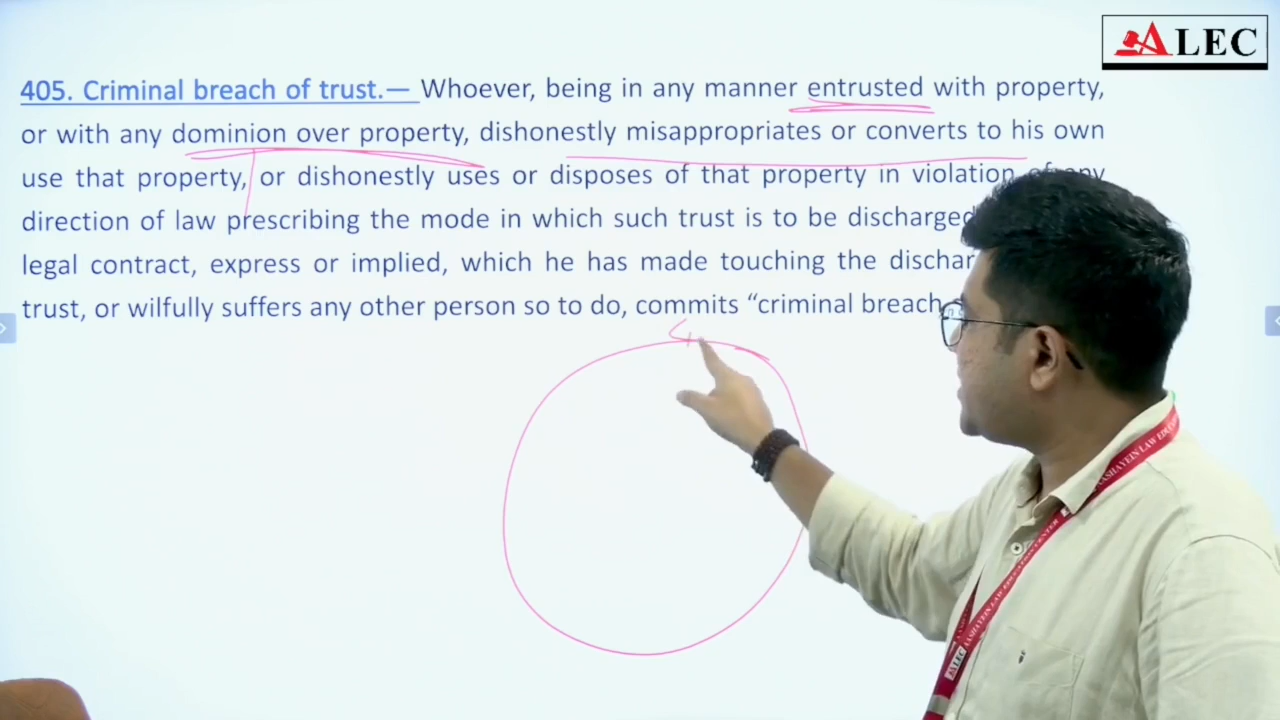 ALEC
405. Criminal breach of trust.— Whoever, being in any manner entrusted with property,
or with any dominion over property, dishonestly misappropriates or converts to his own
use that property, or dishonestly uses or disposes of that property in violation of any
direction of law prescribing the mode in which such trust is to be discharged
legal contract, express or implied, which he has made touching the
trust, or wilfully suffers any other person so to do, commits “criminal breach
ALEC